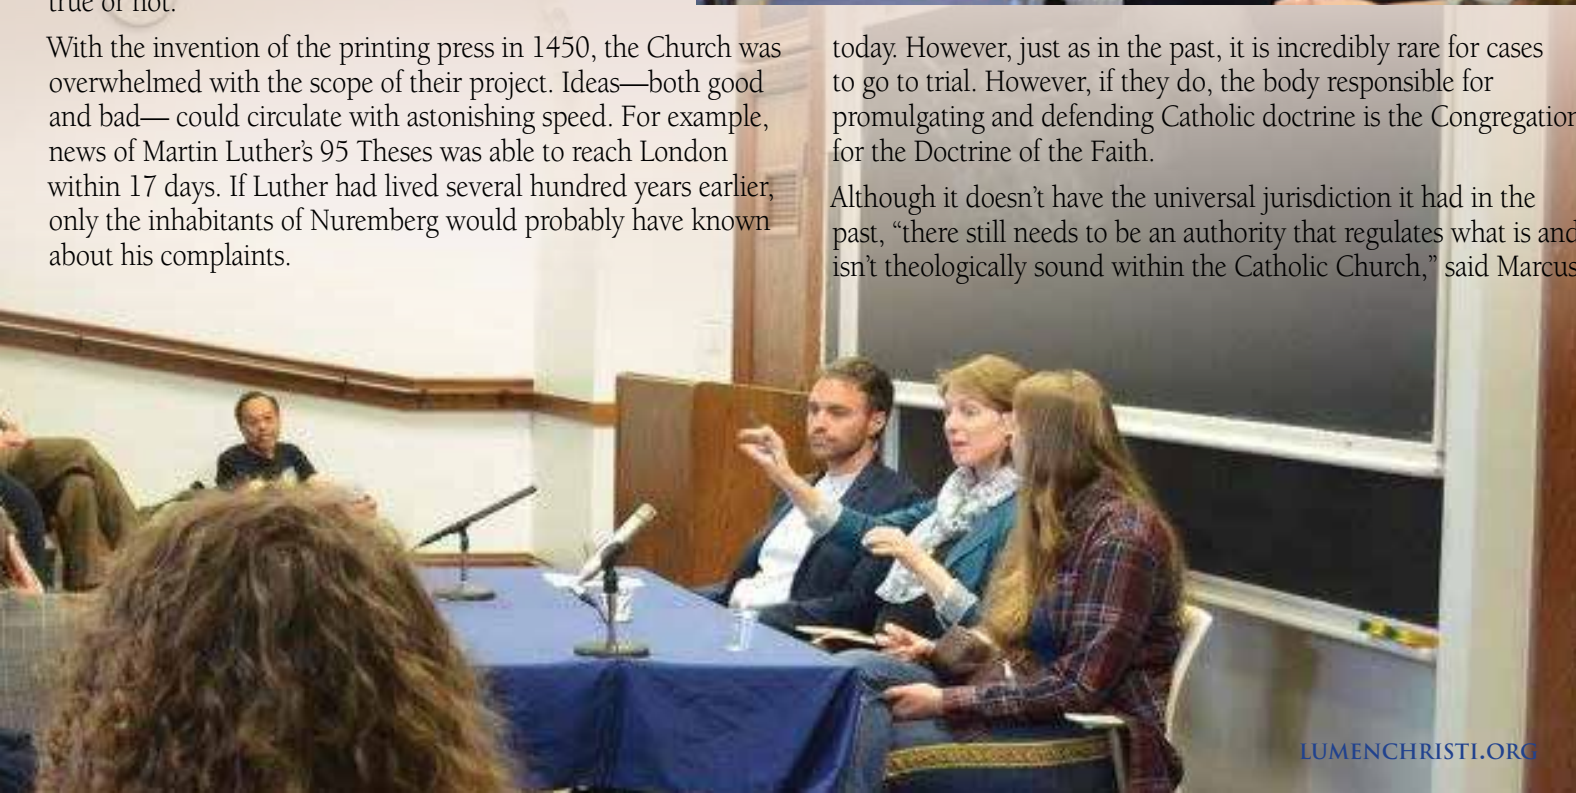 true or not.
With the invention of the printing press in 1450, the Church was
overwhelmed with the scope of their project. Ideas—both good
and bad— could circulate with astonishing speed. For example,
news of Martin Luther’s 95 Theses was able to reach London
within 17 days. If Luther had lived several hundred years earlier,
only the inhabitants of Nuremberg would probably have known
about his complaints.
today. However, just as in the past, it is incredibly rare for cases
to go to trial. However, if they do, the body responsible for
promulgating and defending Catholic doctrine is the Congregation
for the Doctrine of the Faith.
Although it doesn’t have the universal jurisdiction it had in the
past, “there still needs to be an authority that regulates what is and
isn’t theologically sound within the Catholic Church,” said Marcus
LUMENCHRISTI.ORG